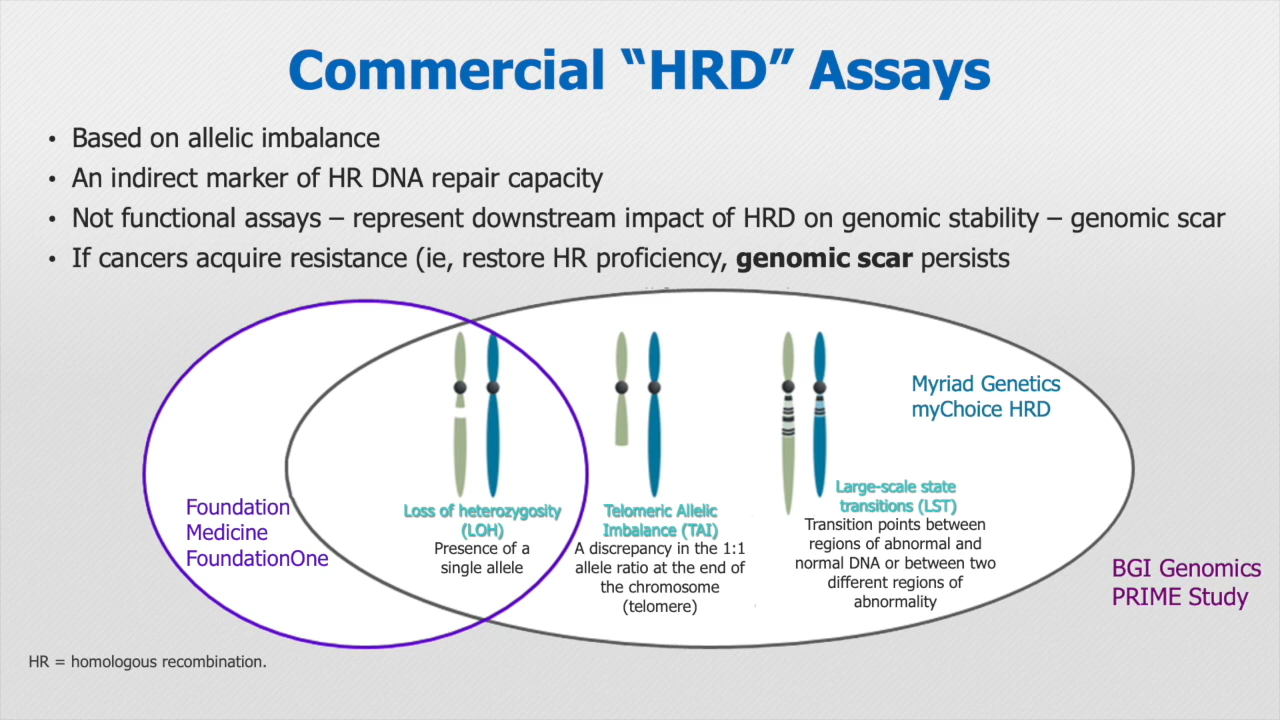 Commercial “HRD” Assays
• Based on allelic imbalance
• An indirect marker of HR DNA repair capacity
• Not functional assays – represent downstream impact of HRD on genomic stability – genomic scar
• If cancers acquire resistance (ie, restore HR proficiency, genomic scar persists
Foundation
Medicine
FoundationOne
Loss of heterozygosity
(LOH)
Presence of a
single allele
Telomeric Allelic
Imbalance (TAI)
A discrepancy in the 1:1
allele ratio at the end of
the chromosome
(telomere)
Myriad Genetics
myChoice HRD
Large-scale state
transitions (LST)
Transition points between
regions of abnormal and
normal DNA or between two
different regions of
abnormality
BGI Genomics
PRIME Study
HR = homologous recombination.